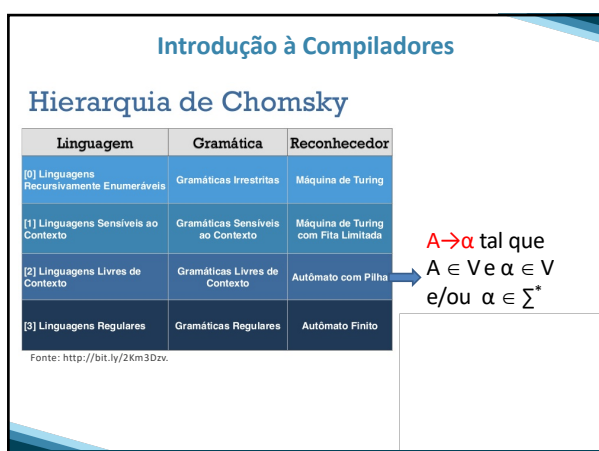 Introdução à Compiladores
Hierarquia de Chomsky
Linguagem Gramática Reconhecedor
[0] Linguagens
Recursivamente Enumeráveis
Gramáticas Irrestritas
Máquina de Turing
[1] Linguagens Sensíveis ao
Contexto
Gramáticas Sensíveis
ao Contexto
Máquina de Turing
com Fita Limitada
[2] Linguagens Livres de
Contexto
Gramáticas Livres de
Contexto
Autômato com Pilha
[3] Linguagens Regulares
Gramáticas Regulares
Autômato Finito
A→α tal que
A ∈ V e α ∈ V
e/ou α ∈ ∑*
Fonte: http://bit.ly/2Km3Dzv.